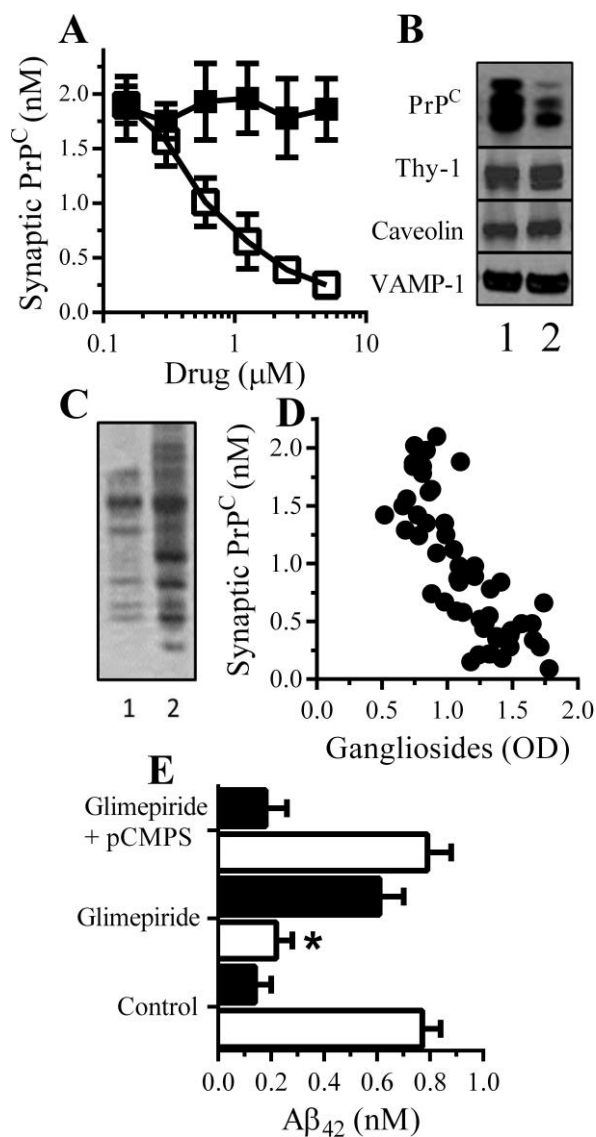 A
Synaptic PrPC (nM)
2.0
1.5
1.0
0.5
0.0
0.1
1
10
Drug (μM)
B
PrPC
Thy-1
Caveolin
VAMP-1
1 2
C
1 2
D
Synaptic PrPC (nM)
2.0
1.5
1.0
0.5
0.0
0.0 0.5 1.0 1.5 2.0
Gangliosides (OD)
E
Glimepiride
+ pCMPS
Glimepiride
*
Control
0.0 0.2 0.4 0.6 0.8 1.0
Aβ42 (nM)